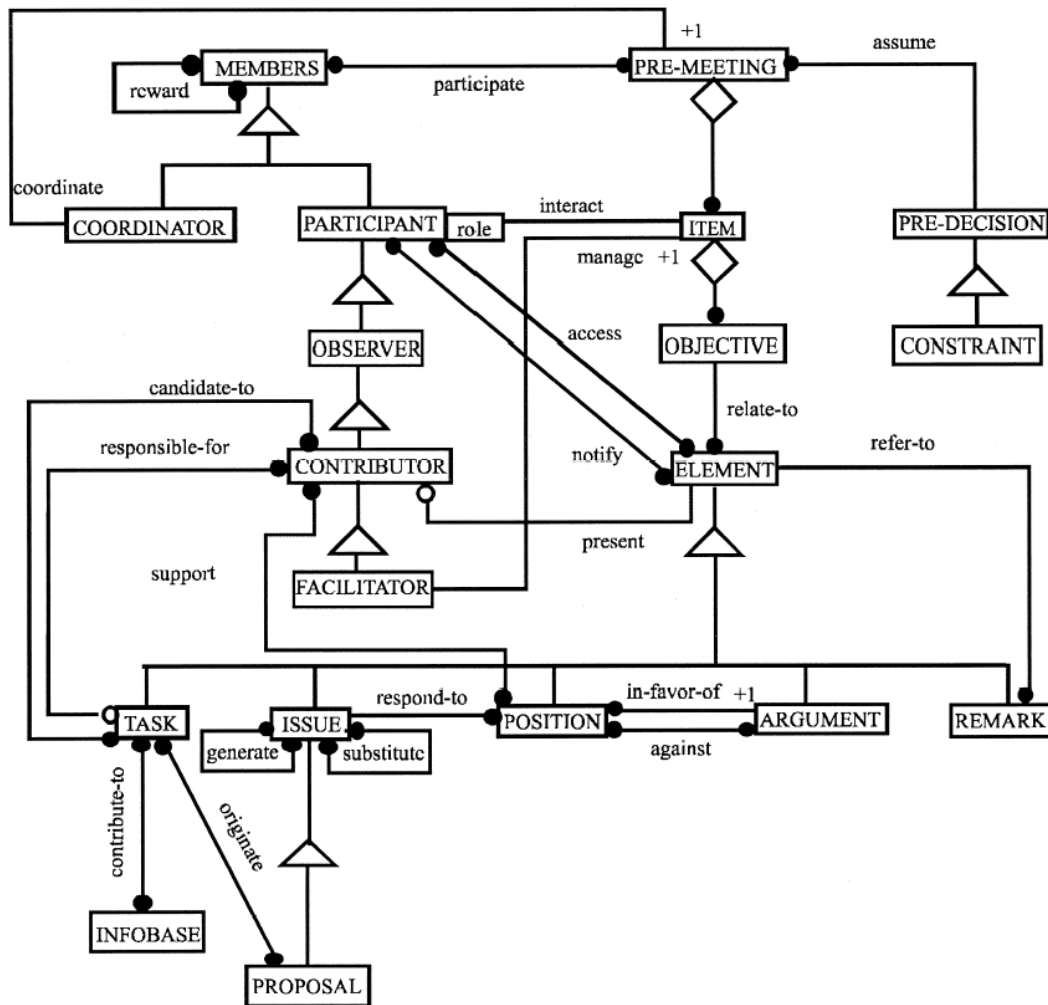 +1
assume
MEMBERS
PRE-MEETING
reward
participate
coordinate
COORDINATOR
PARTICIPANT
role
interact
ITEM
PRE-DECISION
manage
+1
access
OBSERVER
OBJECTIVE
CONSTRAINT
candidate-to
relate-to
responsible-for
refer-to
CONTRIBUTOR
notify
ELEMENT
present
support
FACILITATOR
respond-to
in-favor-of
+1
TASK
ISSUE
POSITION
ARGUMENT
REMARK
generate
substitute
against
contribute-to
originate
INFOBASE
PROPOSAL